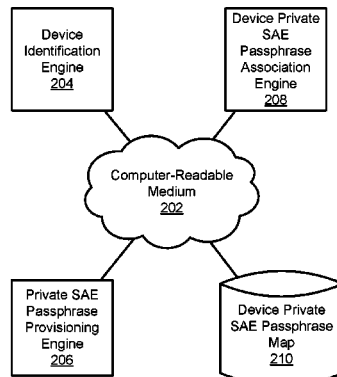 Device
Identification
Engine
204
Device Private
SAE
Passphrase
Association
Engine
208
Computer-Readable
Medium
202
Private SAE
Passphrase
Provisioning
Engine
206
Device Private
SAE Passphrase
Map
210